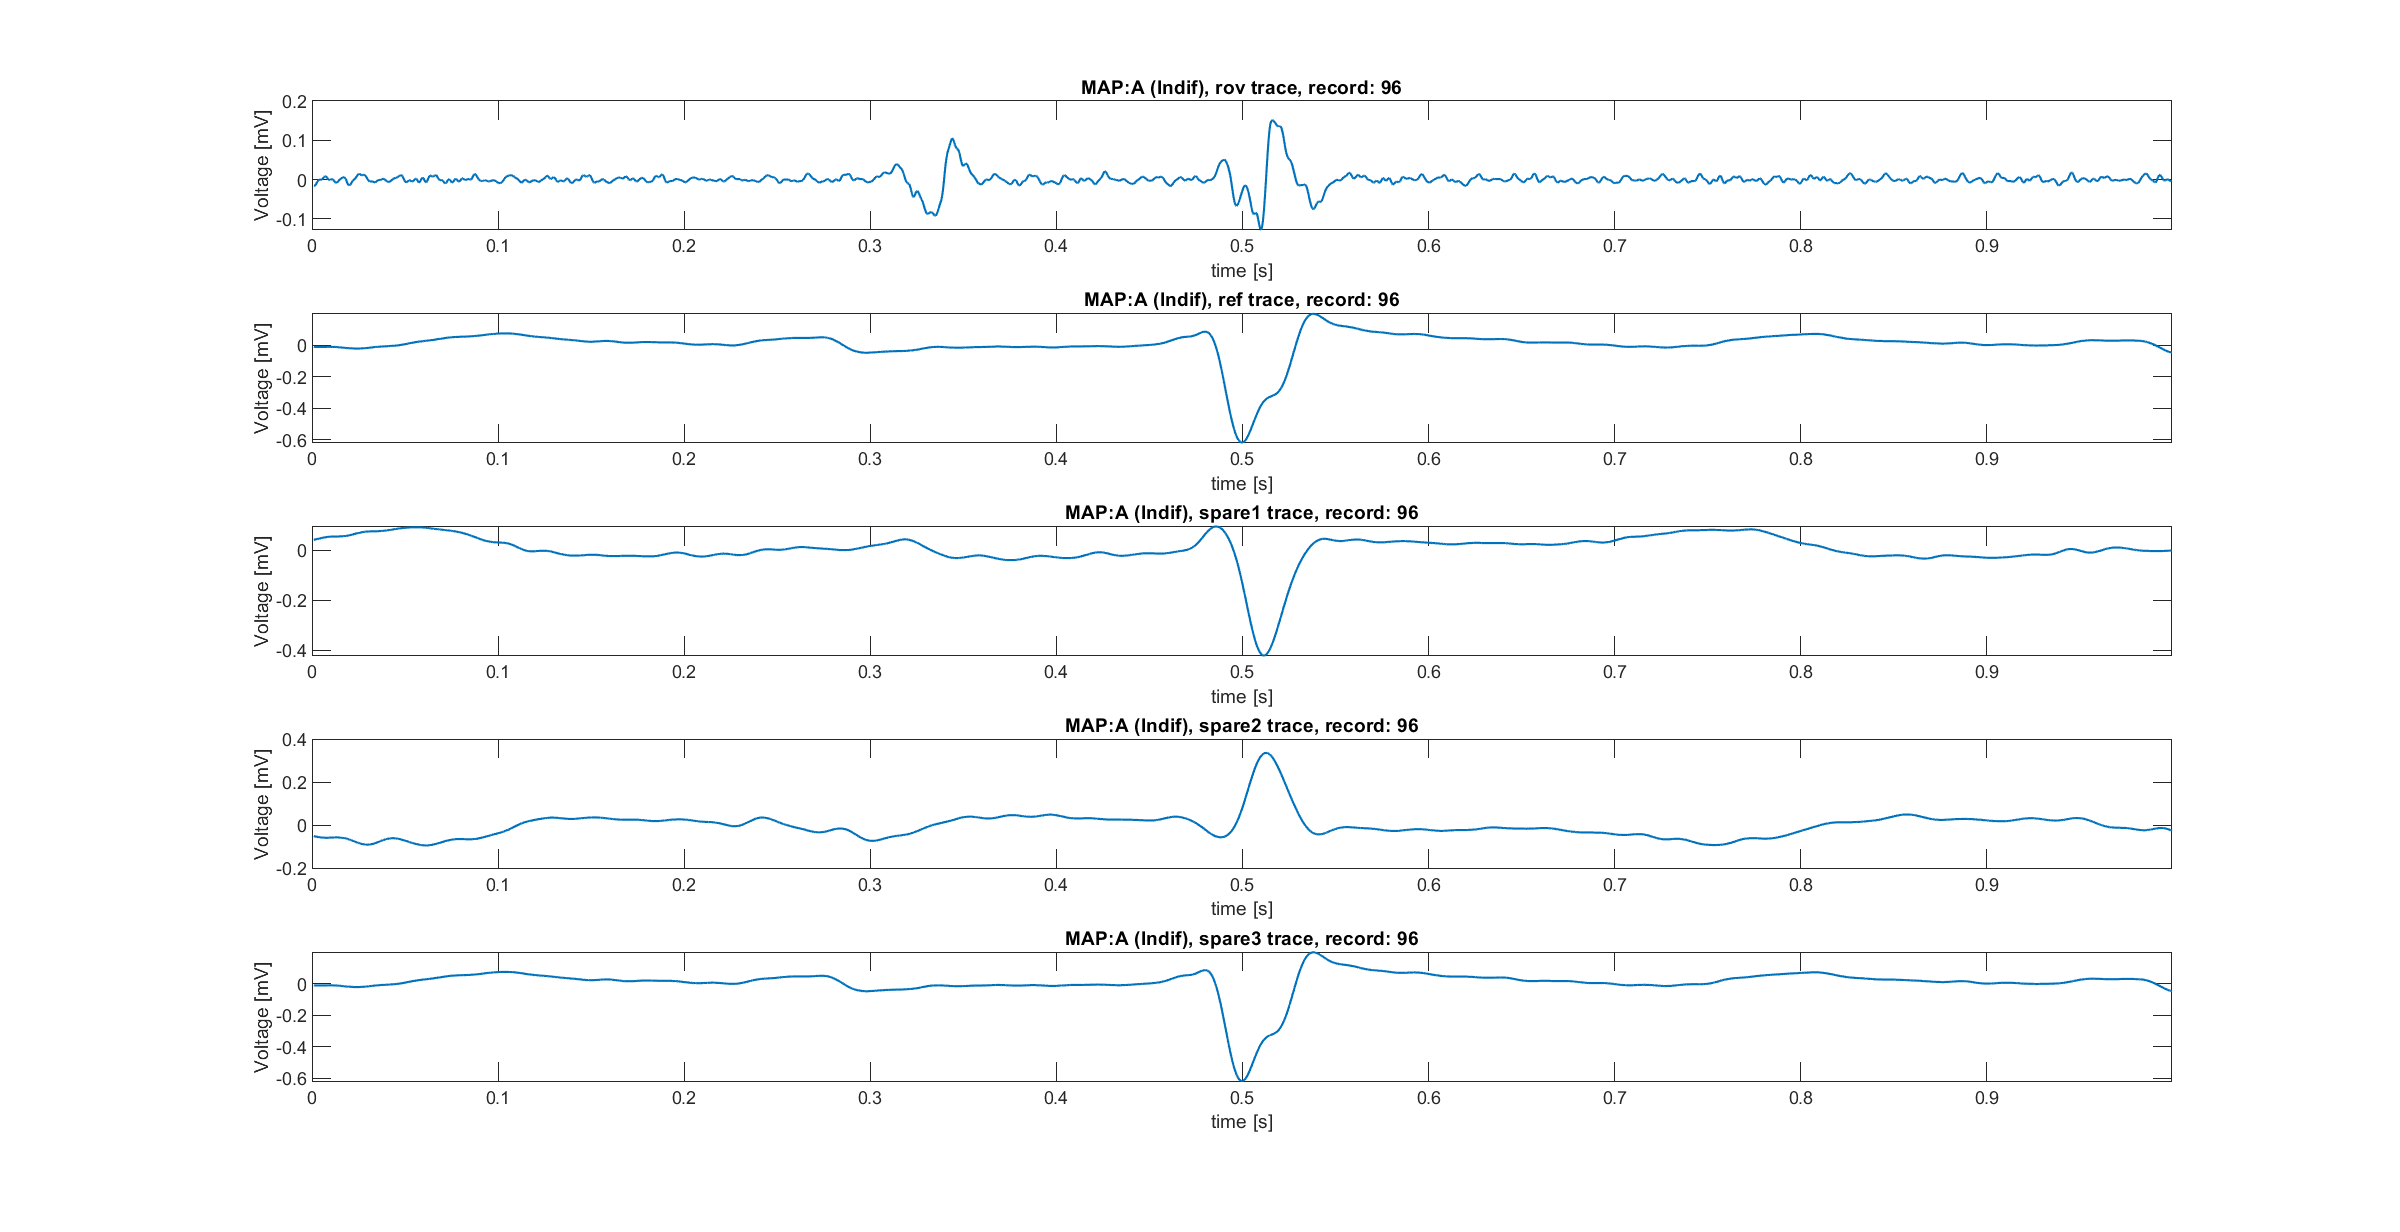 MAP:A (Indif), rov trace, record: 96
Voltage [mV]
0.2
0.1
0
-0.1
0 0.1 0.2 0.3 0.4 0.5 0.6 0.7 0.8 0.9
time [s]
MAP:A (Indif), ref trace, record: 96
Voltage [mV]
0
-0.2
-0.4
-0.6
0 0.1 0.2 0.3 0.4 0.5 0.6 0.7 0.8 0.9
time [s]
MAP:A (Indif), spare1 trace, record: 96
Voltage [mV]
0
-0.2
-0.4
0 0.1 0.2 0.3 0.4 0.5 0.6 0.7 0.8 0.9
time [s]
MAP:A (Indif), spare2 trace, record: 96
Voltage [mV]
0.4
0.2
0
-0.2
0 0.1 0.2 0.3 0.4 0.5 0.6 0.7 0.8 0.9
time [s]
MAP:A (Indif), spare3 trace, record: 96
Voltage [mV]
0
-0.2
-0.4
-0.6
0 0.1 0.2 0.3 0.4 0.5 0.6 0.7 0.8 0.9
time [s]